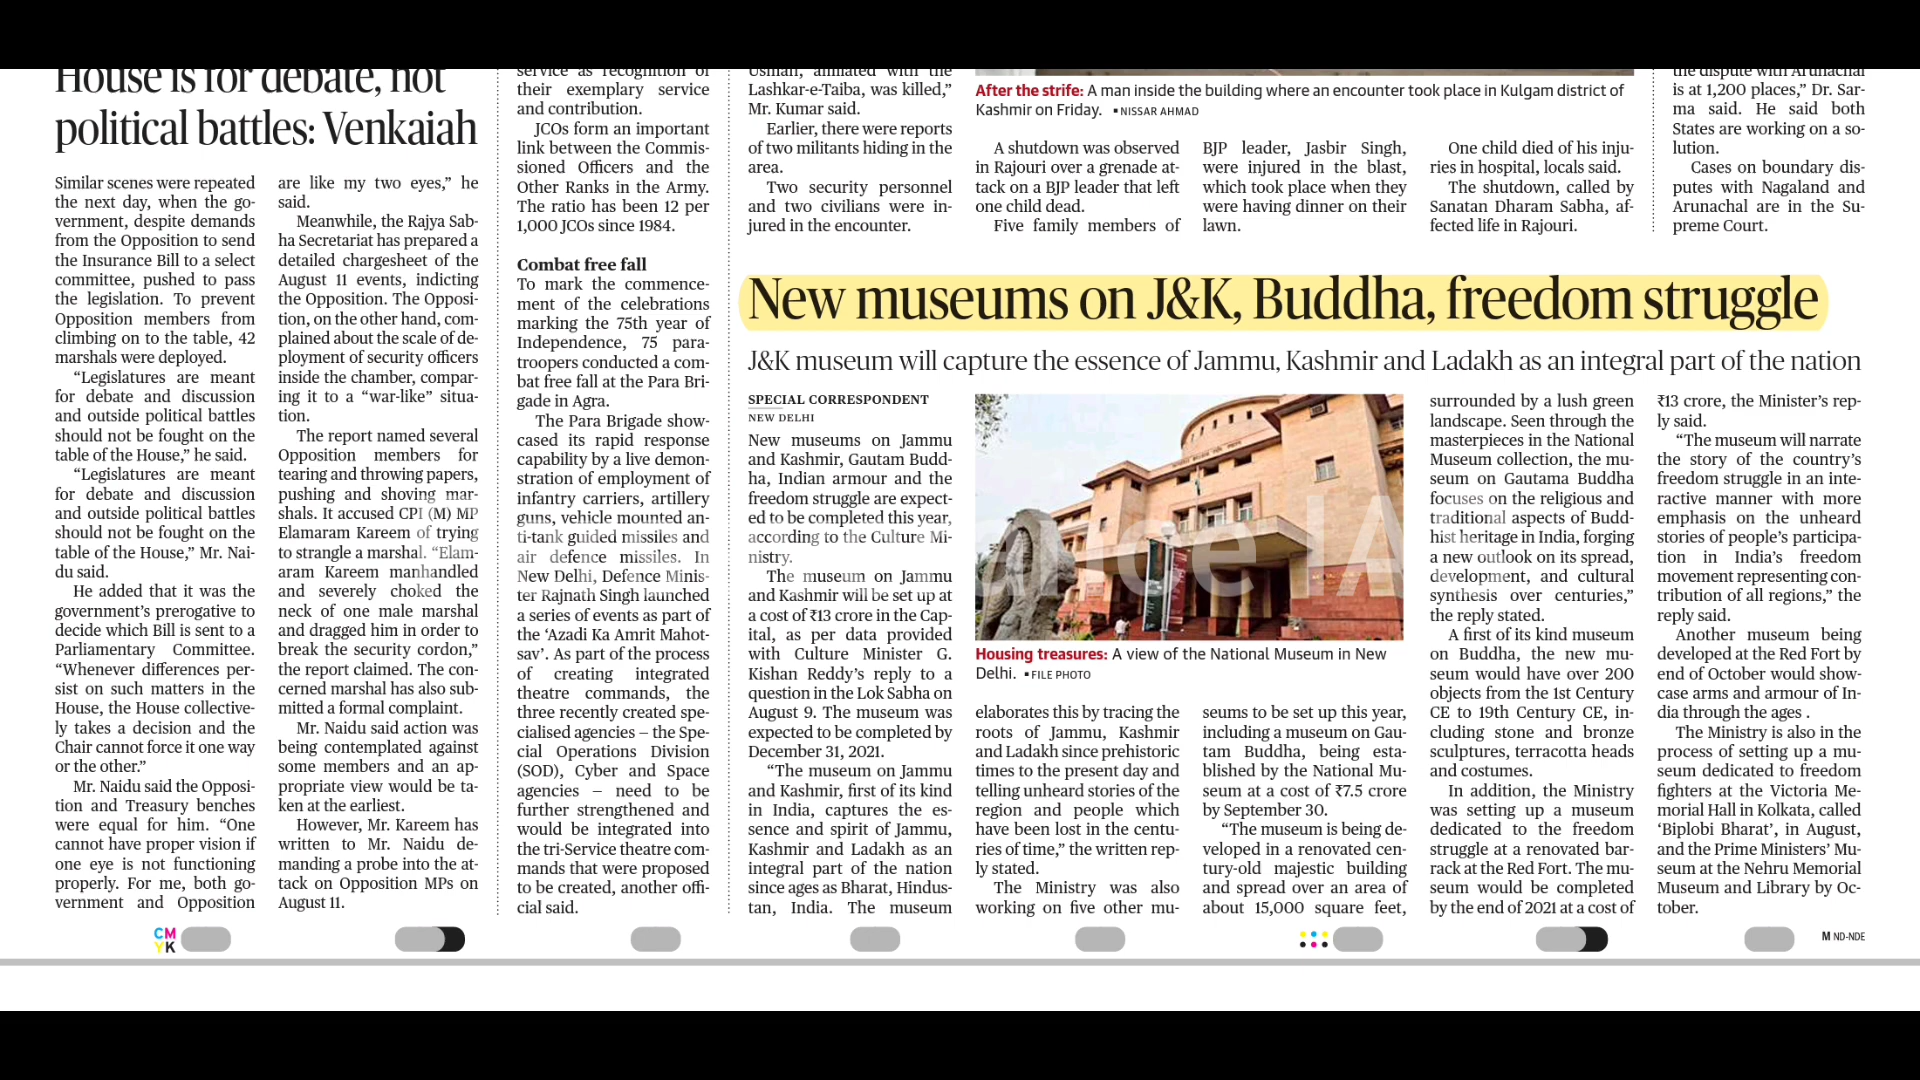 House is for debate, not
political battles: Venkaiah
Similar scenes were repeated
the next day, when the go-
vernment, despite demands
from the Opposition to send
the Insurance Bill to a select
committee, pushed to pass
the legislation. To prevent
Opposition members from
climbing on to the table, 42
marshals were deployed.
“Legislatures are meant
for debate and discussion
and outside political battles
should not be fought on the
table of the House,” he said.
“Legislatures are meant
for debate and discussion
and outside political battles
should not be fought on the
table of the House,” Mr. Nai-
du said.
He added that it was the
government’s prerogative to
decide which Bill is sent to a
Parliamentary Committee.
“Whenever differences per-
sist on such matters in the
House, the House collective-
ly takes a decision and the
Chair cannot force it one way
or the other.”
Mr. Naidu said the Opposi-
tion and Treasury benches
were equal for him. “One
cannot have proper vision if
one eye is not functioning
properly. For me, both go-
vernment and Opposition
are like my two eyes,” he
said.
Meanwhile, the Rajya Sab-
ha Secretariat has prepared a
detailed chargesheet of the
August 11 events, indicting
the Opposition. The Opposi-
tion, on the other hand, com-
plained about the scale of de-
ployment of security officers
inside the chamber, compar-
ing it to a “war-like” situa-
tion.
The report named several
Opposition members for
tearing and throwing papers,
pushing and shoving mar-
shals. It accused CPI (M) MP
Elamaram Kareem of trying
to strangle a marshal. “Elam-
aram Kareem manhandled
and severely choked the
neck of one male marshal
and dragged him in order to
break the security cordon,”
the report claimed. The con-
cerned marshal has also sub-
mitted a formal complaint.
Mr. Naidu said action was
being contemplated against
some members and an ap-
propriate view would be ta-
ken at the earliest.
However, Mr. Kareem has
written to Mr. Naidu de-
manding a probe into the at-
tack on Opposition MPs on
August 11.
service as recognition of
their exemplary service
and contribution.
JCOs form an important
link between the Commis-
sioned Officers and the
Other Ranks in the Army.
The ratio has been 12 per
1,000 JCOs since 1984.
Combat free fall
To mark the commence-
ment of the celebrations
marking the 75th year of
Independence, 75 para-
troopers conducted a com-
bat free fall at the Para Bri-
gade in Agra.
The Para Brigade show-
cased its rapid response
capability by a live demon-
stration of employment of
infantry carriers, artillery
guns, vehicle mounted an-
ti-tank guided missiles and
air defence missiles. In
New Delhi, Defence Minis-
ter Rajnath Singh launched
a series of events as part of
the ‘Azadi Ka Amrit Mahot-
sav’. As part of the process
of creating integrated
theatre commands, the
three recently created spe-
cialised agencies – the Spe-
cial Operations Division
(SOD), Cyber and Space
agencies – need to be
further strengthened and
would be integrated into
the tri-Service theatre com-
mands that were proposed
to be created, another offi-
cial said.
Usman, affiliated with the
Lashkar-e-Taiba, was killed,”
Mr. Kumar said.
Earlier, there were reports
of two militants hiding in the
area.
Two security personnel
and two civilians were in-
jured in the encounter.
After the strife: A man inside the building where an encounter took place in Kulgam district of
Kashmir on Friday. ▪ NISSAR AHMAD
A shutdown was observed
in Rajouri over a grenade at-
tack on a BJP leader that left
one child dead.
Five family members of
BJP leader, Jasbir Singh,
were injured in the blast,
which took place when they
were having dinner on their
lawn.
One child died of his inju-
ries in hospital, locals said.
The shutdown, called by
Sanatan Dharam Sabha, af-
fected life in Rajouri.
the dispute with Arunachal
is at 1,200 places,” Dr. Sar-
ma said. He said both
States are working on a so-
lution.
Cases on boundary dis-
putes with Nagaland and
Arunachal are in the Su-
preme Court.
New museums on J&K, Buddha, freedom struggle
J&K museum will capture the essence of Jammu, Kashmir and Ladakh as an integral part of the nation
SPECIAL CORRESPONDENT
NEW DELHI
New museums on Jammu
and Kashmir, Gautam Budd-
ha, Indian armour and the
freedom struggle are expect-
ed to be completed this year,
according to the Culture Mi-
nistry.
The museum on Jammu
and Kashmir will be set up at
a cost of ₹13 crore in the Cap-
ital, as per data provided
with Culture Minister G.
Kishan Reddy’s reply to a
question in the Lok Sabha on
August 9. The museum was
expected to be completed by
December 31, 2021.
“The museum on Jammu
and Kashmir, first of its kind
in India, captures the es-
sence and spirit of Jammu,
Kashmir and Ladakh as an
integral part of the nation
since ages as Bharat, Hindus-
tan, India. The museum
ance IA
Housing treasures: A view of the National Museum in New
Delhi. ▪ FILE PHOTO
elaborates this by tracing the
roots of Jammu, Kashmir
and Ladakh since prehistoric
times to the present day and
telling unheard stories of the
region and people which
have been lost in the centu-
ries of time,” the written rep-
ly stated.
The Ministry was also
working on five other mu-
seums to be set up this year,
including a museum on Gau-
tam Buddha, being esta-
blished by the National Mu-
seum at a cost of ₹7.5 crore
by September 30.
“The museum is being de-
veloped in a renovated cen-
tury-old majestic building
and spread over an area of
about 15,000 square feet,
surrounded by a lush green
landscape. Seen through the
masterpieces in the National
Museum collection, the mu-
seum on Gautama Buddha
focuses on the religious and
traditional aspects of Budd-
hist heritage in India, forging
a new outlook on its spread,
development, and cultural
synthesis over centuries,”
the reply stated.
A first of its kind museum
on Buddha, the new mu-
seum would have over 200
objects from the 1st Century
CE to 19th Century CE, in-
cluding stone and bronze
sculptures, terracotta heads
and costumes.
In addition, the Ministry
was setting up a museum
dedicated to the freedom
struggle at a renovated bar-
rack at the Red Fort. The mu-
seum would be completed
by the end of 2021 at a cost of
₹13 crore, the Minister’s rep-
ly said.
“The museum will narrate
the story of the country’s
freedom struggle in an inte-
ractive manner with more
emphasis on the unheard
stories of people’s participa-
tion in India’s freedom
movement representing con-
tribution of all regions,” the
reply said.
Another museum being
developed at the Red Fort by
end of October would show-
case arms and armour of In-
dia through the ages .
The Ministry is also in the
process of setting up a mu-
seum dedicated to freedom
fighters at the Victoria Me-
morial Hall in Kolkata, called
‘Biplobi Bharat’, in August,
and the Prime Ministers’ Mu-
seum at the Nehru Memorial
Museum and Library by Oc-
tober.
CM
YK
M ND-NDE